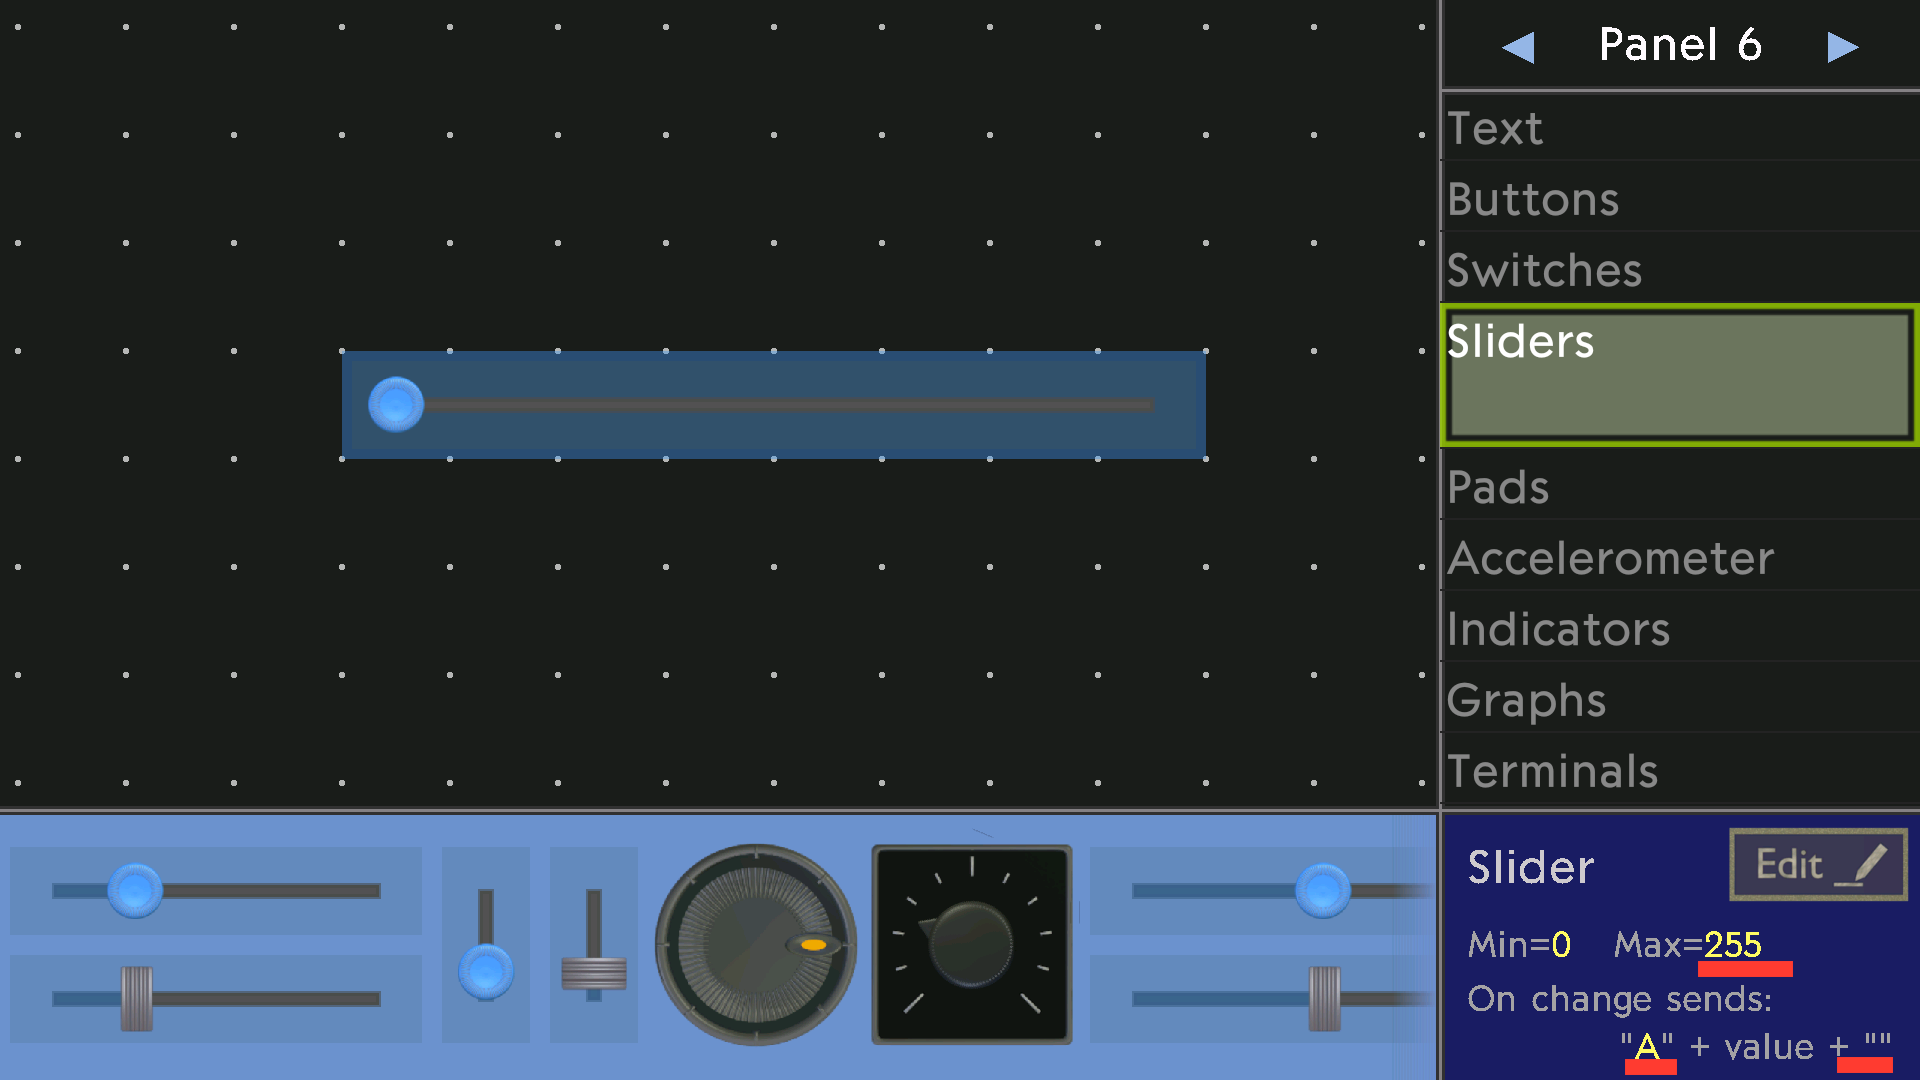 Panel 6
Text
Buttons
Switches
Sliders
Pads
Accelerometer
Indicators
Graphs
Terminals
Slider
Edit
Min=0 Max=255
On change sends:
"A" + value + ""